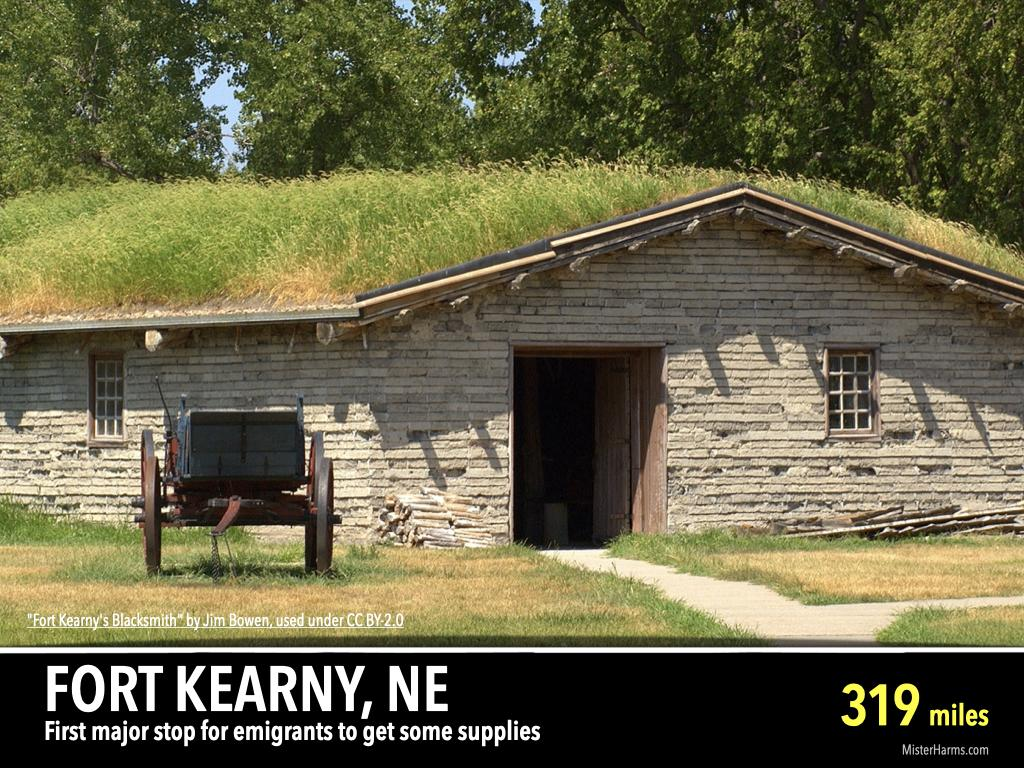 "Fort Kearny's Blacksmith" by Jim Bowen, used under CC BY-2.0
FORT KEARNY, NE
First major stop for emigrants to get some supplies
319 miles
MisterHarms.com